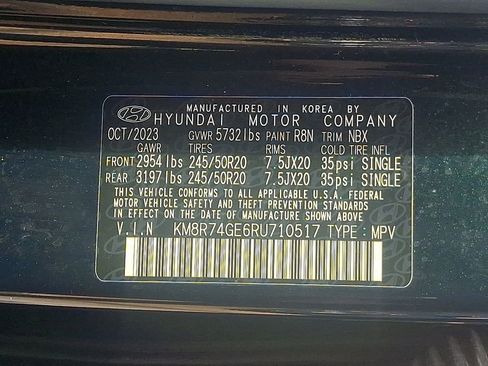 MANUFACTURED IN KOREA BY
HYUNDAI MOTOR COMPANY
OCT/2023 GVWR 5732lbs PAINT R8N TRIM NBX
GAWR TIRES RIMS COLD TIRE INFL
FRONT 2954 lbs 245/50R20 7.5JX20 35psi SINGLE
REAR 3197 lbs 245/50R20 7.5JX20 35psi SINGLE
THIS VEHICLE CONFORMS TO ALL APPLICABLE U.S.A. FEDERAL
MOTOR VEHICLE SAFETY AND THEFT PREVENTION STANDARDS
IN EFFECT ON THE DATE OF MANUFACTURE SHOWN ABOVE.
V.I.N KM8R74GE6RU710517 TYPE: MPV